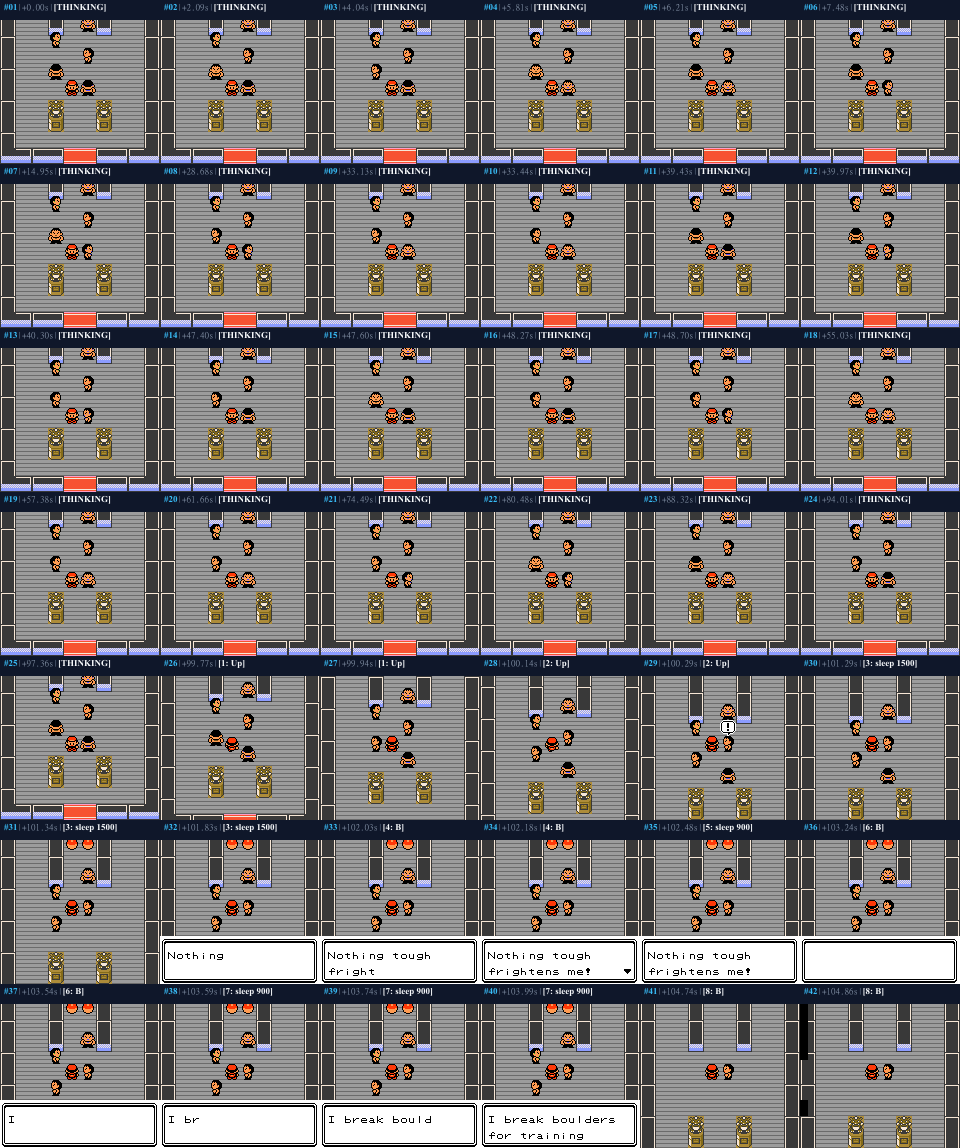 #01|+0.00s|[THINKING]
#02|+2.09s|[THINKING]
#03|+4.04s|[THINKING]
#04|+5.81s|[THINKING]
#05|+6.21s|[THINKING]
#06|+7.48s|[THINKING]
#07|+14.95s|[THINKING]
#08|+28.68s|[THINKING]
#09|+33.13s|[THINKING]
#10|+33.44s|[THINKING]
#11|+39.43s|[THINKING]
#12|+39.97s|[THINKING]
#13|+40.30s|[THINKING]
#14|+47.40s|[THINKING]
#15|+47.60s|[THINKING]
#16|+48.27s|[THINKING]
#17|+48.70s|[THINKING]
#18|+55.03s|[THINKING]
#19|+57.38s|[THINKING]
#20|+61.66s|[THINKING]
#21|+74.49s|[THINKING]
#22|+80.48s|[THINKING]
#23|+88.32s|[THINKING]
#24|+94.01s|[THINKING]
#25|+97.36s|[THINKING]
#26|+99.77s|[1: Up]
#27|+99.94s|[1: Up]
#28|+100.14s|[2: Up]
#29|+100.29s|[2: Up]
#30|+101.29s|[3: sleep 1500]
!
#31|+101.34s|[3: sleep 1500]
#32|+101.83s|[3: sleep 1500]
#33|+102.03s|[4: B]
#34|+102.18s|[4: B]
#35|+102.48s|[5: sleep 900]
#36|+103.24s|[6: B]
Nothing
Nothing tough
fright
Nothing tough
frightens me!
Nothing tough
frightens me!
#37|+103.54s|[6: B]
#38|+103.59s|[7: sleep 900]
#39|+103.74s|[7: sleep 900]
#40|+103.99s|[7: sleep 900]
#41|+104.74s|[8: B]
#42|+104.86s|[8: B]
I
I br
I break bould
I break boulders
for training